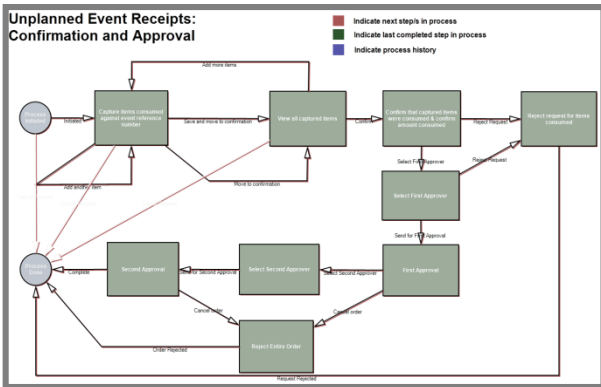 Unplanned Event Receipts:
Confirmation and Approval
Indicate next step/s in process
Indicate last completed step in process
Indicate process history
Add more items
Process
Initiated
Capture items consumed
against event reference
number
Save and move to confirmation
View all captured items
Confirm
Confirm that captured items
were consumed & confirm
amount consumed
Reject Request
Reject request for items
consumed
Add another item
Move to confirmation
Select First Approver
Reject Request
Select First Approver
Send for First Approval
Process
Complete
Second Approval
Send for Second Approval
Select Second Approver
Select Second Approver
First Approval
Cancel order
Cancel order
Reject Entire Order
Order Rejected
Request Rejected